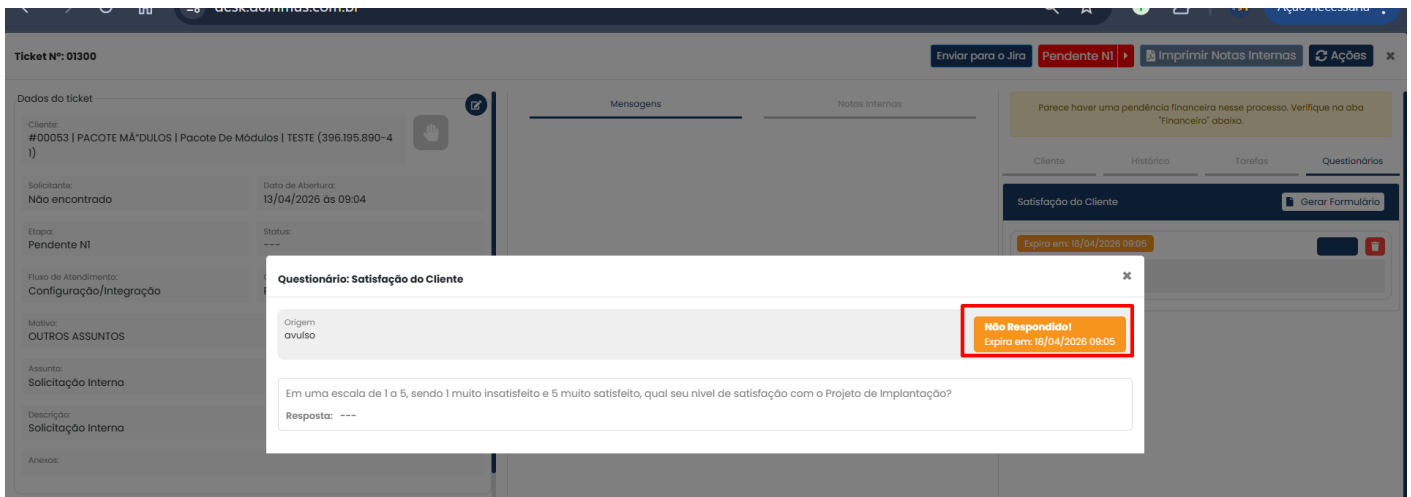 desk.dommus.com.br
Ação necessária
Ticket Nº: 01300
Enviar para o Jira
Pendente N1
Imprimir Notas Internas
Ações
Dados do ticket
Cliente:
#00053 | PACOTE MÃ"DULOS | Pacote De Módulos | TESTE (396.195.890-4
1)
Solicitante:
Não encontrado
Data de Abertura:
13/04/2026 às 09:04
Etapa:
Pendente N1
Status:
---
Fluxo de Atendimento:
Configuração/Integração
Motivo:
OUTROS ASSUNTOS
Assunto:
Solicitação Interna
Descrição:
Solicitação Interna
Anexos:
Mensagens
Notas Internas
Parece haver uma pendência financeira nesse processo. Verifique na aba
"Financeiro" abaixo.
Cliente
Histórico
Tarefas
Questionários
Satisfação do Cliente
Gerar Formulário
Expira em: 18/04/2026 09:05
Questionário: Satisfação do Cliente
Origem
avulso
Não Respondido!
Expira em: 18/04/2026 09:05
Em uma escala de 1 a 5, sendo 1 muito insatisfeito e 5 muito satisfeito, qual seu nivel de satisfação com o Projeto de Implantação?
Resposta: ---